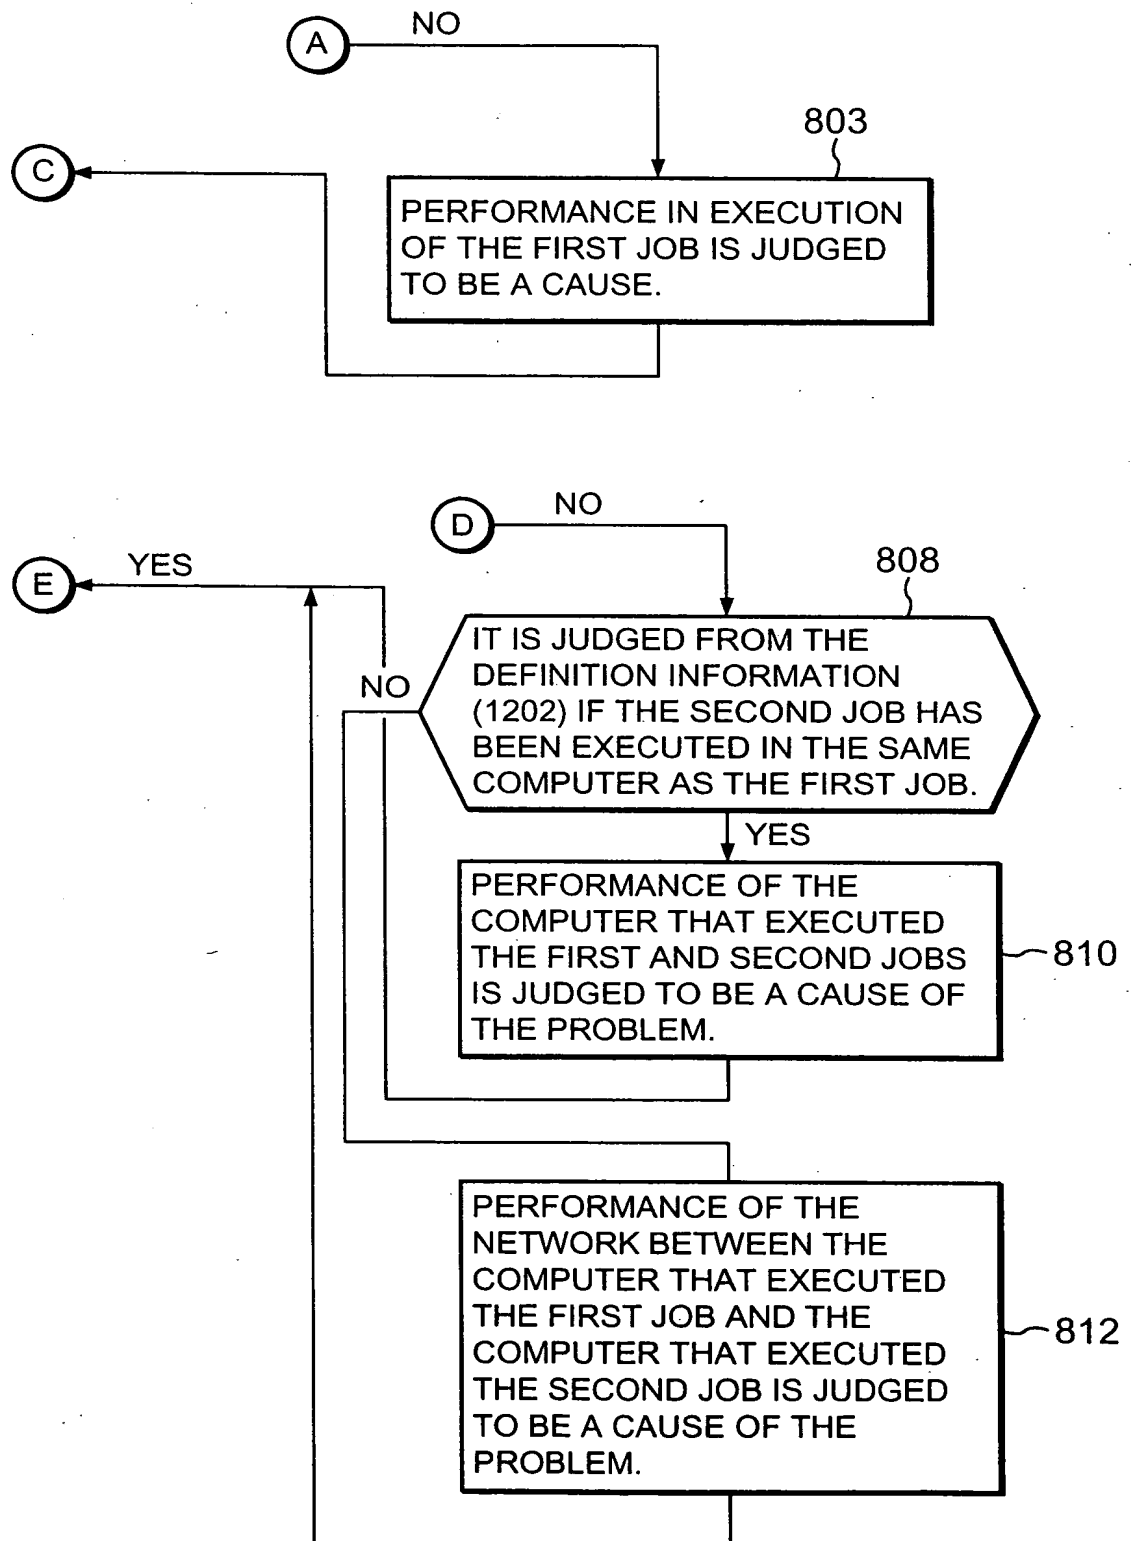 NO
A
803
C
PERFORMANCE IN EXECUTION
OF THE FIRST JOB IS JUDGED
TO BE A CAUSE.
NO
D
YES
E
808
IT IS JUDGED FROM THE
DEFINITION INFORMATION
(1202) IF THE SECOND JOB HAS
BEEN EXECUTED IN THE SAME
COMPUTER AS THE FIRST JOB.
NO
YES
PERFORMANCE OF THE
COMPUTER THAT EXECUTED
THE FIRST AND SECOND JOBS
IS JUDGED TO BE A CAUSE OF
THE PROBLEM.
810
PERFORMANCE OF THE
NETWORK BETWEEN THE
COMPUTER THAT EXECUTED
THE FIRST JOB AND THE
COMPUTER THAT EXECUTED
THE SECOND JOB IS JUDGED
TO BE A CAUSE OF THE
PROBLEM.
812